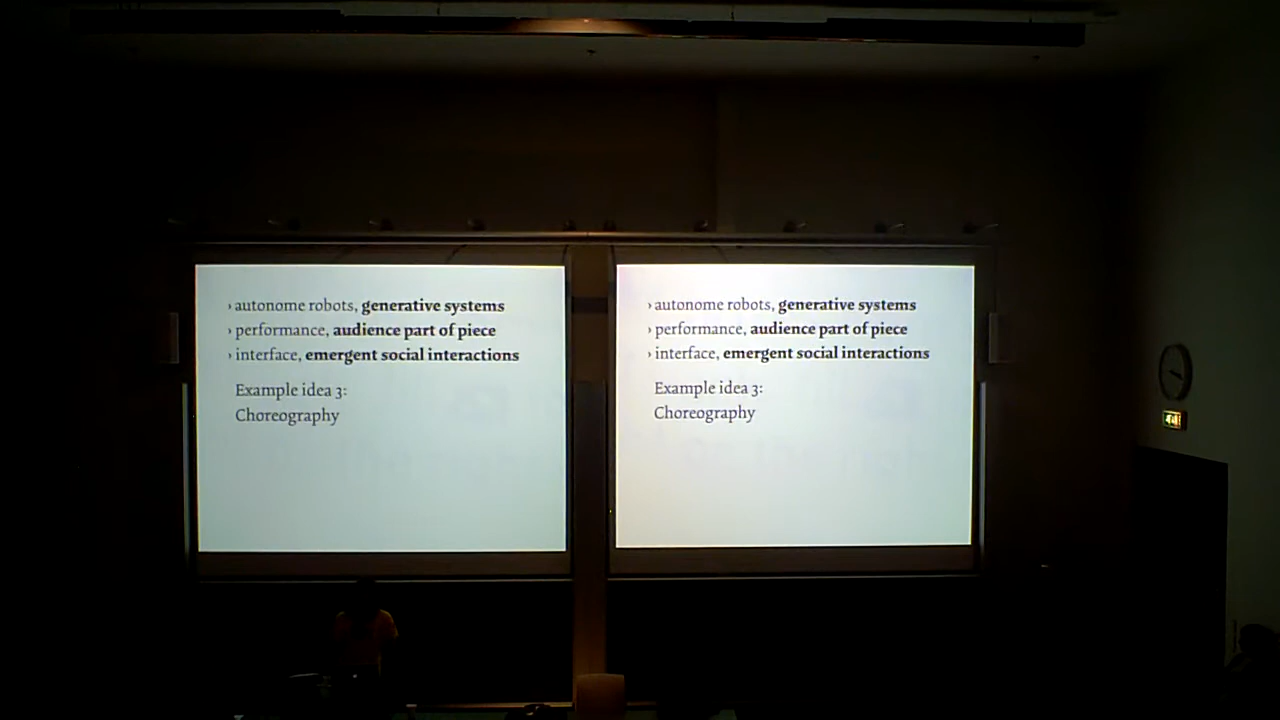 › autonome robots, generative systems
› performance, audience part of piece
› interface, emergent social interactions
Example idea 3:
Choreography
› autonome robots, generative systems
› performance, audience part of piece
› interface, emergent social interactions
Example idea 3:
Choreography